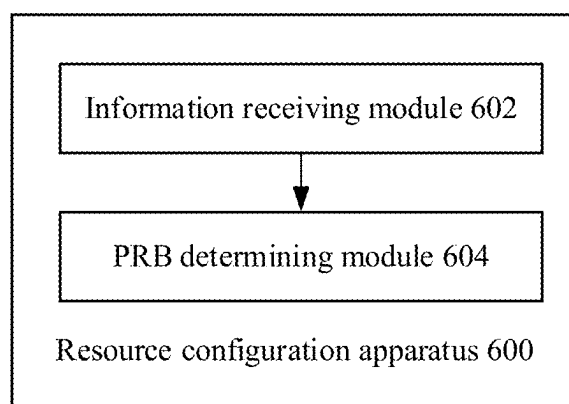 Information receiving module 602
PRB determining module 604
Resource configuration apparatus 600